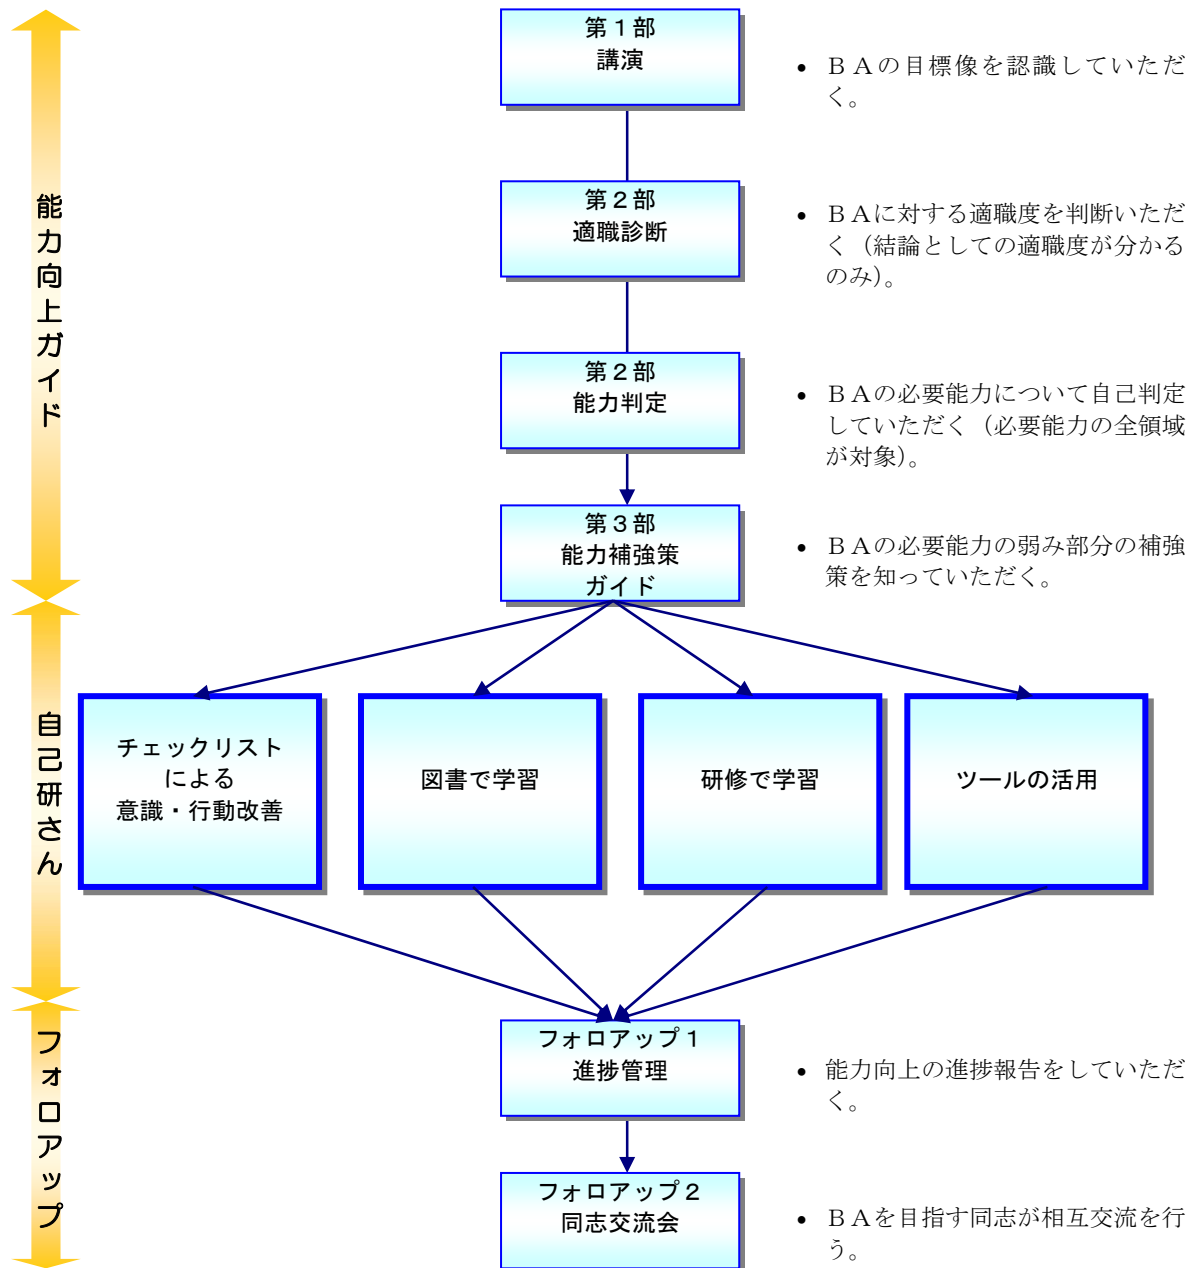 第１部
講演
・ ＢＡの目標像を認識していただ
く。
第２部
適職診断
・ ＢＡに対する適職度を判断いただ
く（結論としての適職度が分かる
のみ）。
能力向上ガイド
第２部
能力判定
・ ＢＡの必要能力について自己判定
していただく（必要能力の全領域
が対象）。
第３部
能力補強策
ガイド
・ ＢＡの必要能力の弱み部分の補強
策を知っていただく。
自己研さん
チェックリスト
による
意識・行動改善
図書で学習
研修で学習
ツールの活用
フォロアップ
フォロアップ１
進捗管理
・ 能力向上の進捗報告をしていただ
く。
フォロアップ２
同志交流会
・ ＢＡを目指す同志が相互交流を行
う。